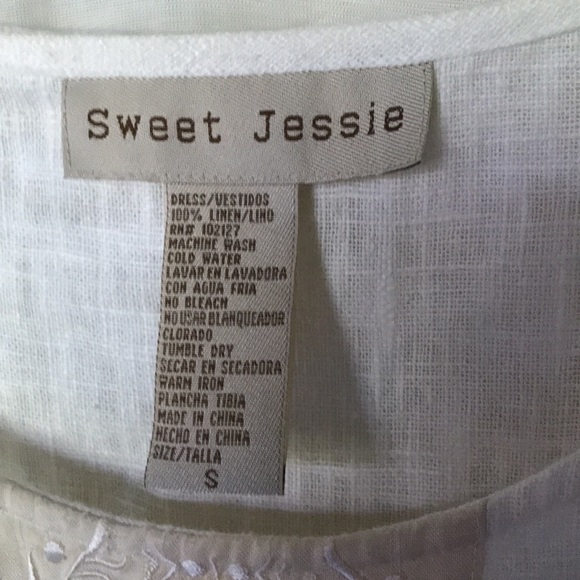 Sweet Jessie
DRESS/VESTIDOS
100% LINEN/LINO
RN# 102127
MACHINE WASH
COLD WATER
LAVAR EN LAVADORA
CON AGUA FRIA
NO BLEACH
NO USAR BLANQUEADOR
CLORADO
TUMBLE DRY
SECAR EN SECADORA
WARM IRON
PLANCHA TIBIA
MADE IN CHINA
HECHO EN CHINA
SIZE/TALLA
S